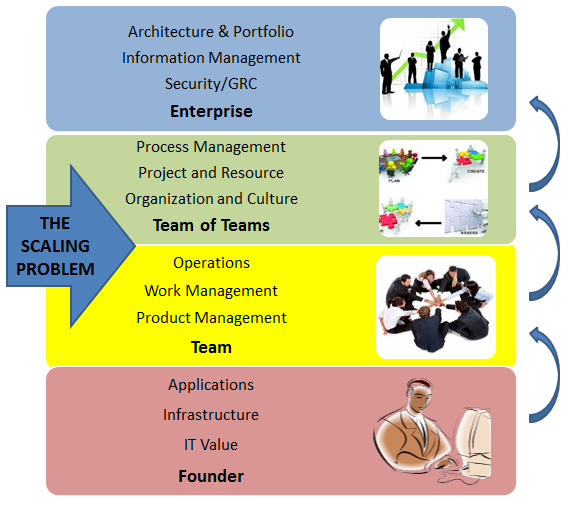 Architecture & Portfolio
Information Management
Security/GRC
Enterprise
Process Management
Project and Resource
Organization and Culture
Team of Teams
PLAN
CREATE
ASSESS
THE
SCALING
PROBLEM
Operations
Work Management
Product Management
Team
Applications
Infrastructure
IT Value
Founder